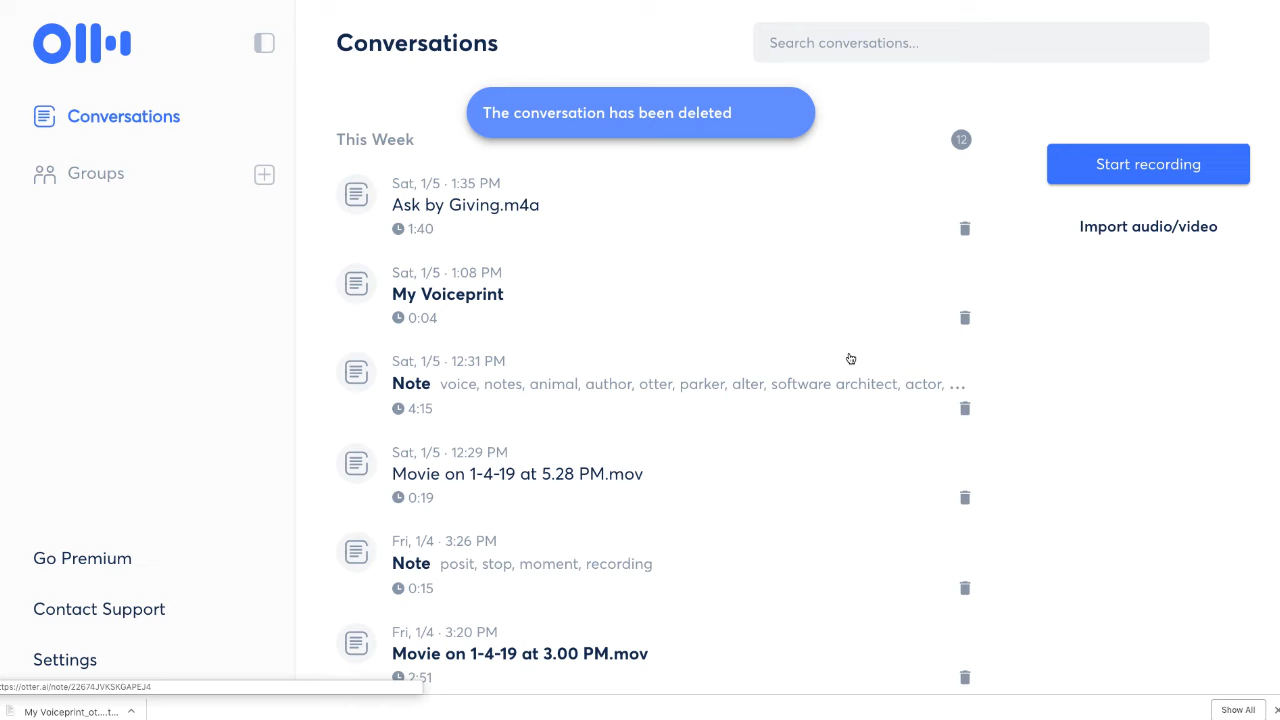 Conversations
Search conversations...
Conversations
The conversation has been deleted
This Week
12
Start recording
Groups
Sat, 1/5 · 1:35 PM
Ask by Giving.m4a
1:40
Import audio/video
Sat, 1/5 · 1:08 PM
My Voiceprint
0:04
Sat, 1/5 · 12:31 PM
Note voice, notes, animal, author, otter, parker, alter, software architect, actor, ...
4:15
Sat, 1/5 · 12:29 PM
Movie on 1-4-19 at 5.28 PM.mov
0:19
Fri, 1/4 · 3:26 PM
Note posit, stop, moment, recording
0:15
Fri, 1/4 · 3:20 PM
Movie on 1-4-19 at 3.00 PM.mov
2:51
Go Premium
Contact Support
Settings
ttps://otter.ai/note/22674JVKSKGAPEJ4
My Voiceprint_ot....t...
Show All